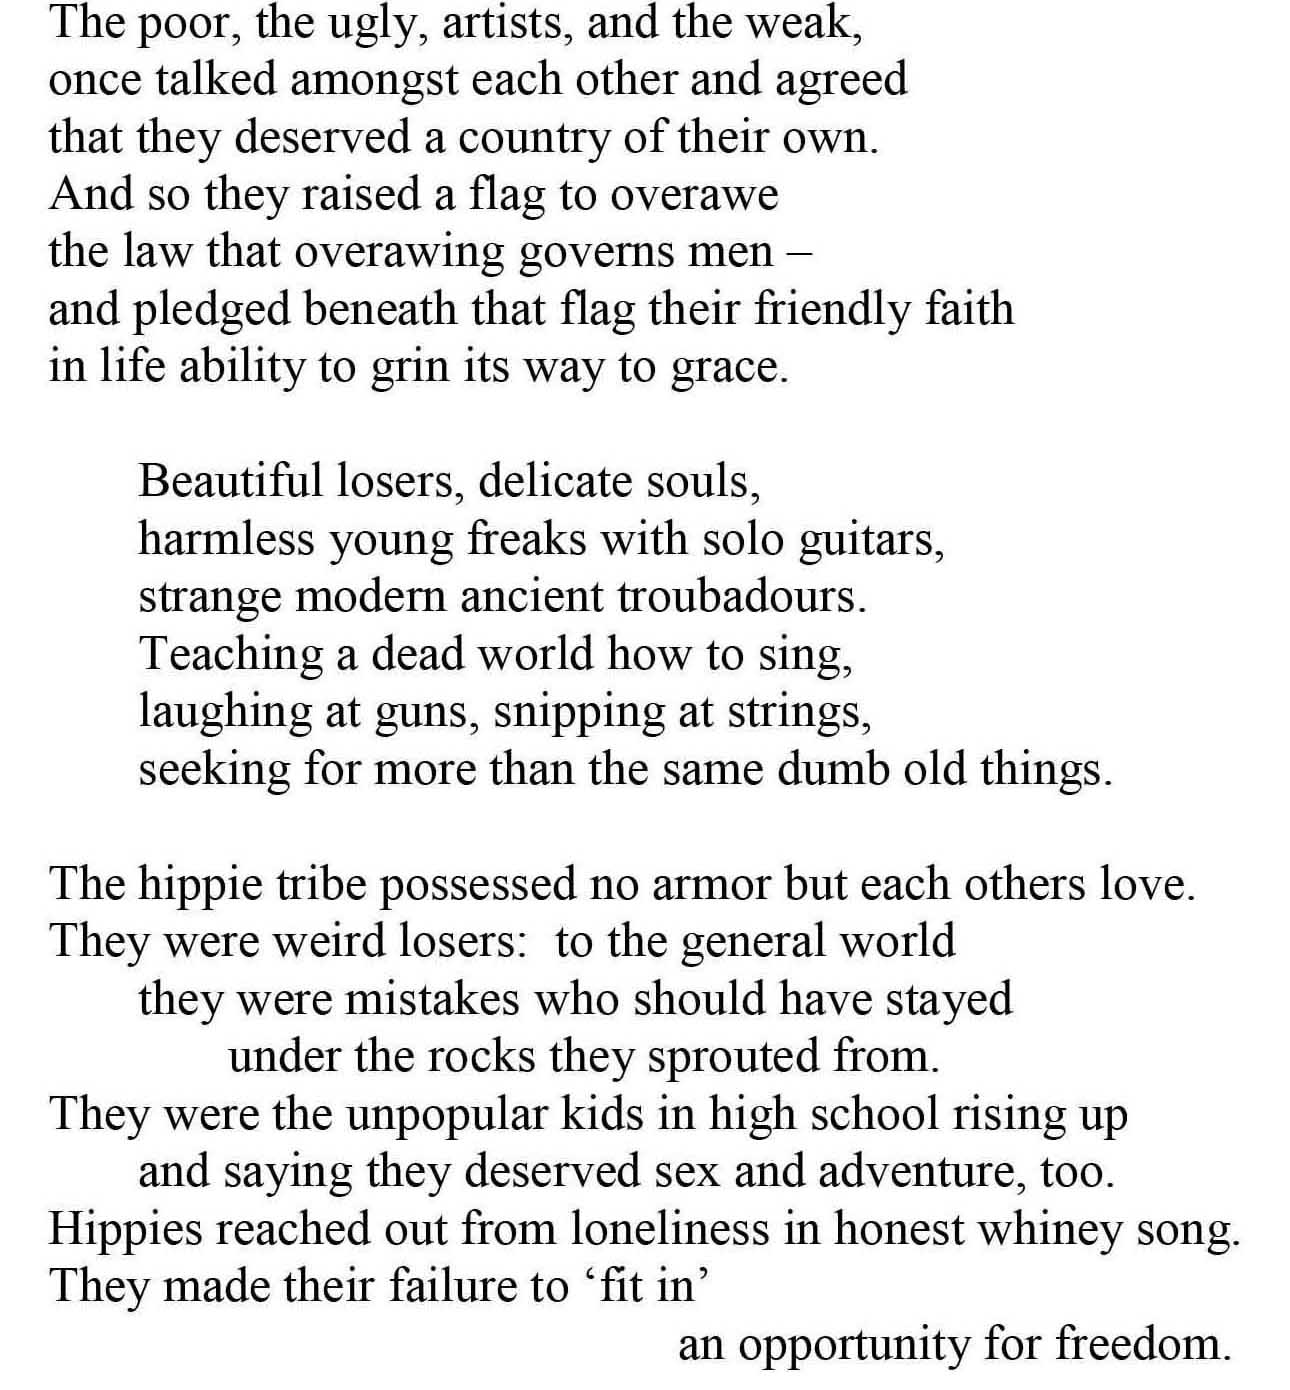 The poor, the ugly, artists, and the weak,
once talked amongst each other and agreed
that they deserved a country of their own.
And so they raised a flag to overawe
the law that overawing governs men –
and pledged beneath that flag their friendly faith
in life ability to grin its way to grace.
Beautiful losers, delicate souls,
harmless young freaks with solo guitars,
strange modern ancient troubadours.
Teaching a dead world how to sing,
laughing at guns, snipping at strings,
seeking for more than the same dumb old things.
The hippie tribe possessed no armor but each others love.
They were weird losers:  to the general world
they were mistakes who should have stayed
under the rocks they sprouted from.
They were the unpopular kids in high school rising up
and saying they deserved sex and adventure, too.
Hippies reached out from loneliness in honest whiney song.
They made their failure to ‘fit in’
an opportunity for freedom.